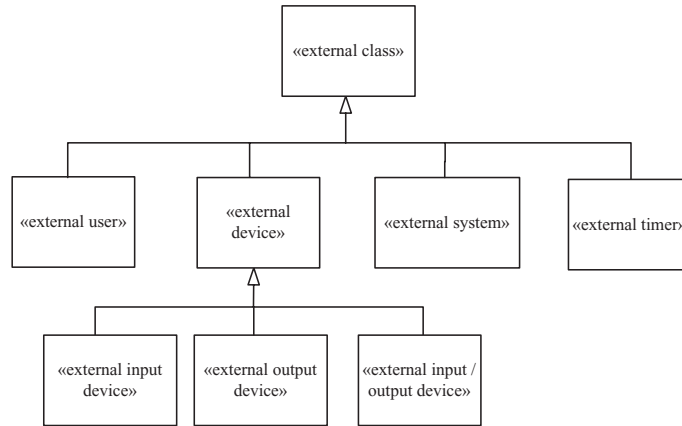 «external class»
«external user»
«external
device»
«external system»
«external timer»
«external input
device»
«external output
device»
«external input /
output device»